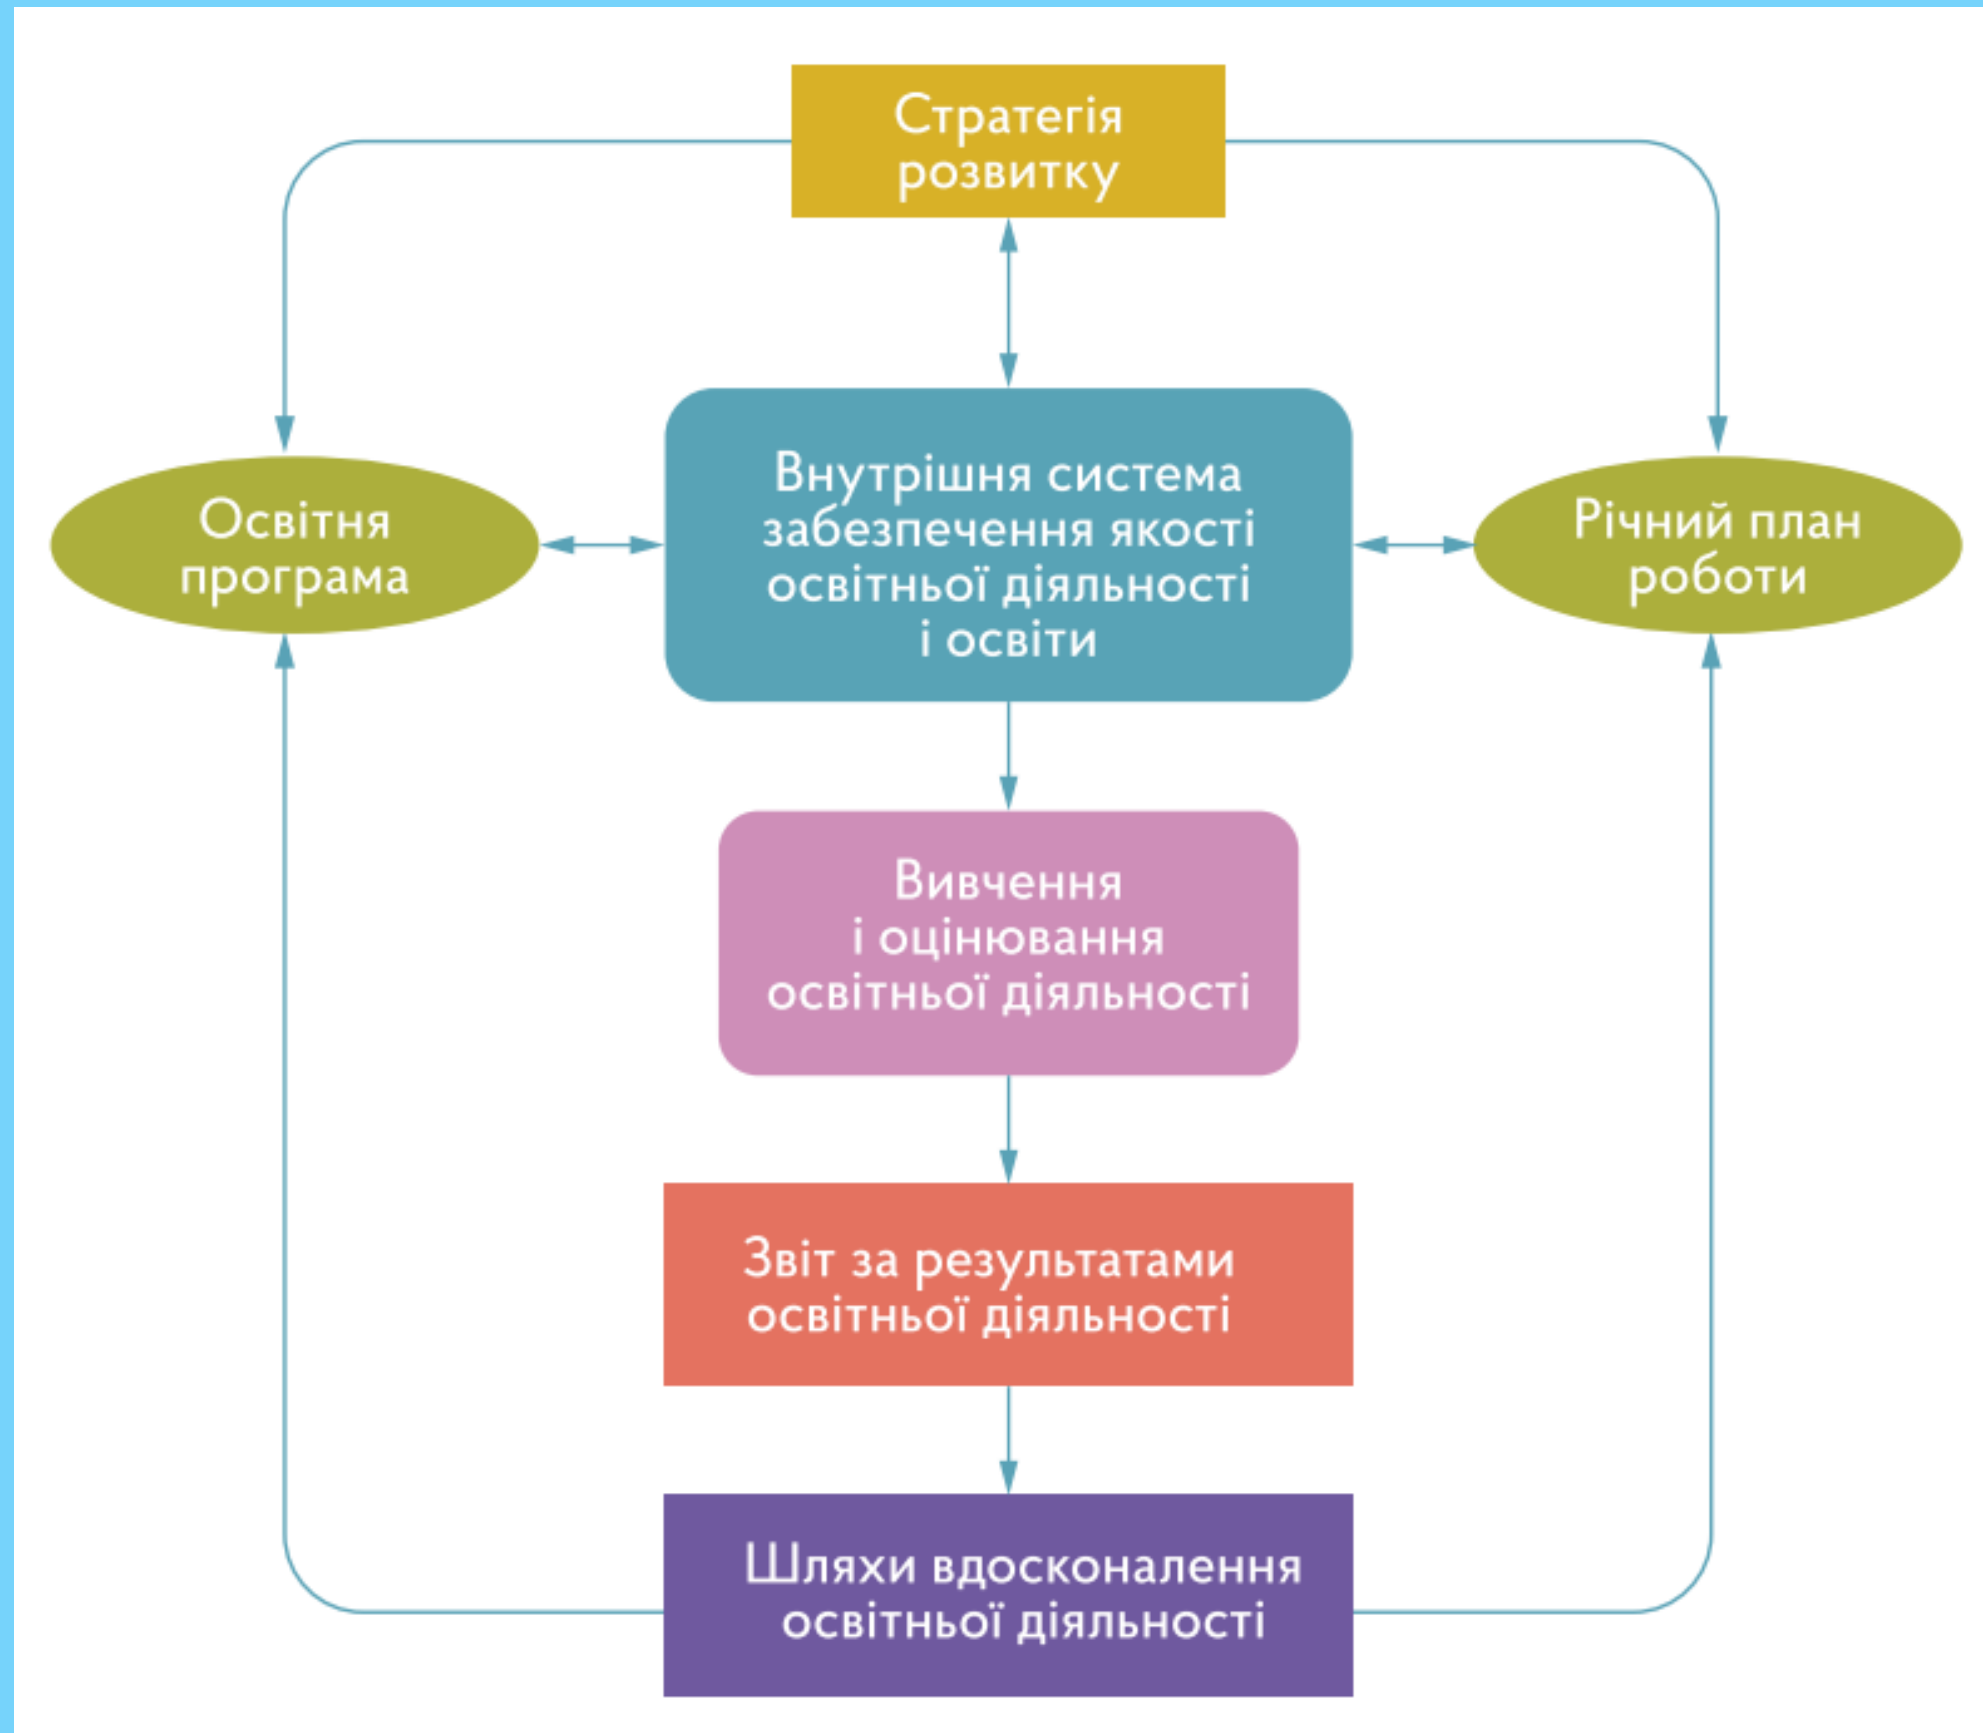 Стратегія
розвитку
Освітня
програма
Внутрішня система
забезпечення якості
освітньої діяльності
і освіти
Річний план
роботи
Вивчення
і оцінювання
освітньої діяльності
Звіт за результатами
освітньої діяльності
Шляхи вдосконалення
освітньої діяльності